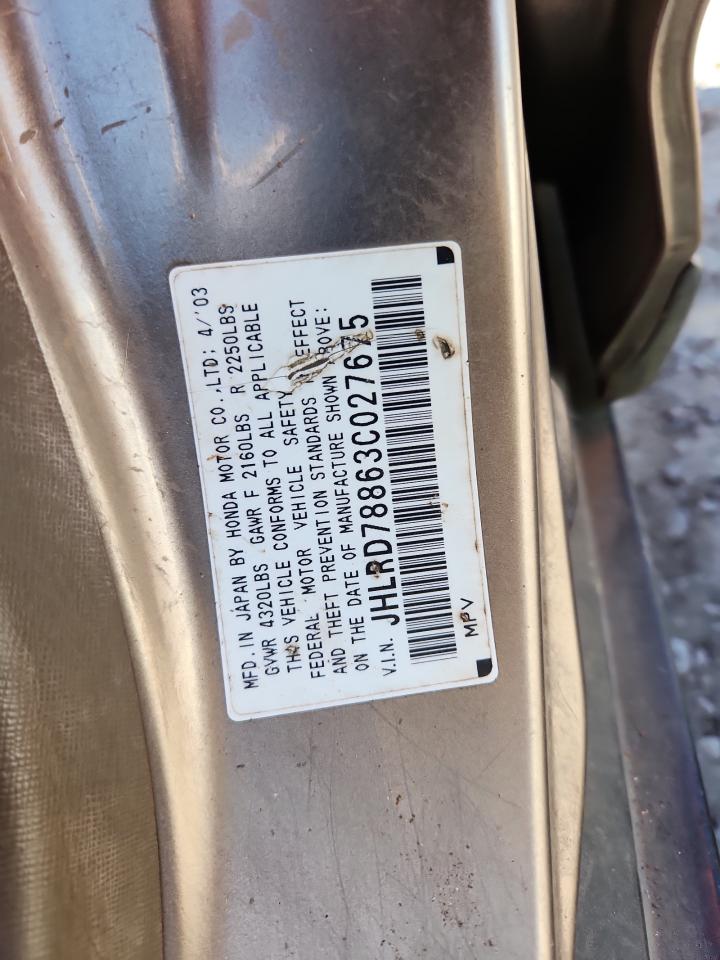 MFD. IN JAPAN BY HONDA MOTOR CO.,LTD: 4/'03
GVWR 4320LBS GAWR F 2160LBS R 2250LBS
THIS VEHICLE CONFORMS TO ALL APPLICABLE
FEDERAL MOTOR VEHICLE SAFETY EFFECT
AND THEFT PREVENTION STANDARDS
ON THE DATE OF MANUFACTURE SHOWN ABOVE:
V.I.N. JHLRD78863C027675
MPV